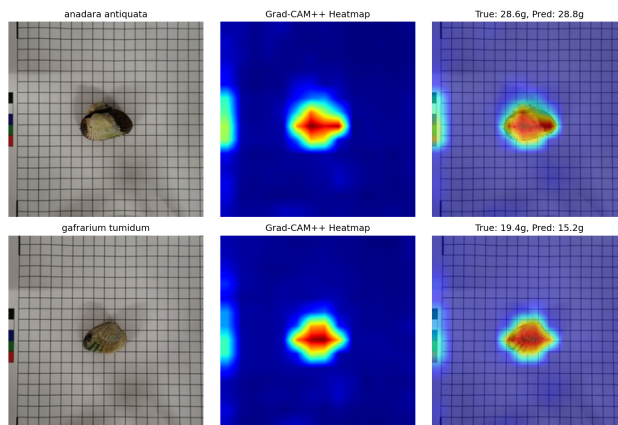 anadara antiquata
Grad-CAM++ Heatmap
True: 28.6g, Pred: 28.8g
gafrarium tumidum
Grad-CAM++ Heatmap
True: 19.4g, Pred: 15.2g